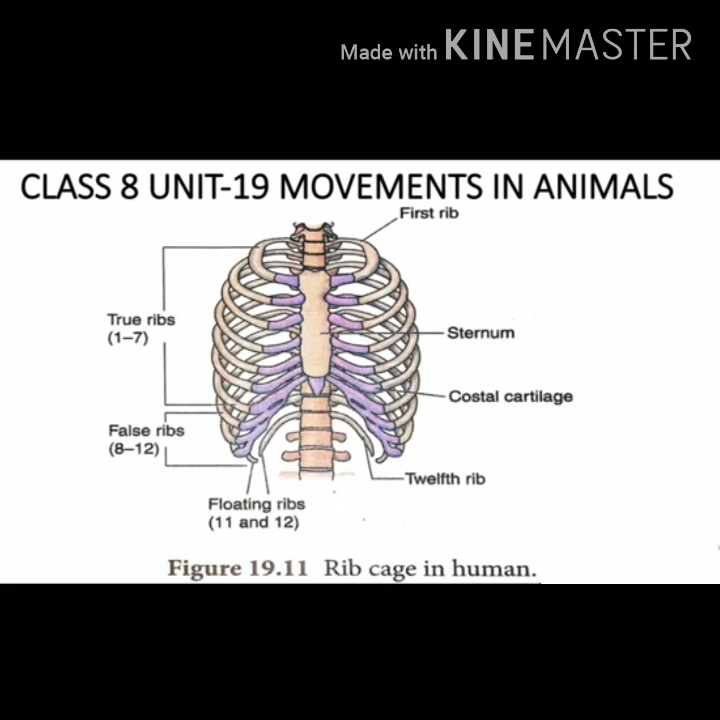 Made with KINEMASTER
CLASS 8 UNIT-19 MOVEMENTS IN ANIMALS
First rib
True ribs
(1–7)
Sternum
Costal cartilage
False ribs
(8–12)
Twelfth rib
Floating ribs
(11 and 12)
Figure 19.11 Rib cage in human.